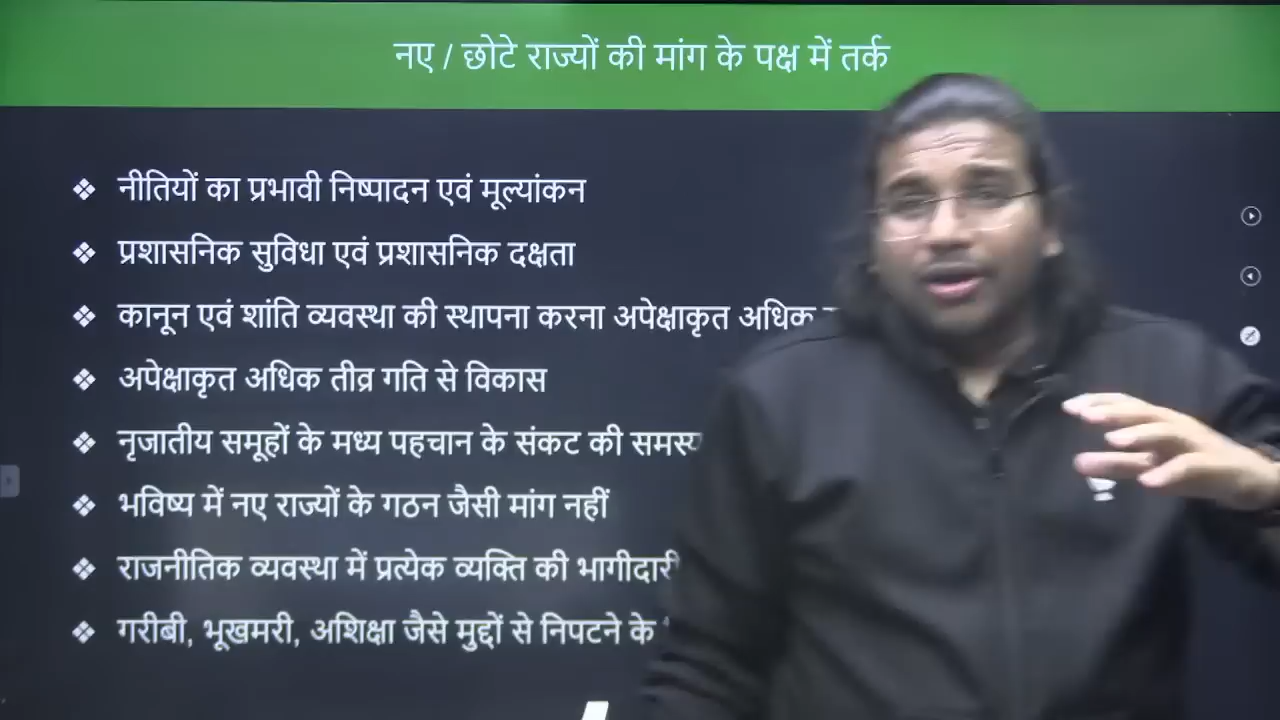 नए / छोटे राज्यों की मांग के पक्ष में तर्क
❖ नीतियों का प्रभावी निष्पादन एवं मूल्यांकन
❖ प्रशासनिक सुविधा एवं प्रशासनिक दक्षता
❖ कानून एवं शांति व्यवस्था की स्थापना करना अपेक्षाकृत अधिक
❖ अपेक्षाकृत अधिक तीव्र गति से विकास
❖ नृजातीय समूहों के मध्य पहचान के संकट की
❖ भविष्य में नए राज्यों के गठन जैसी मांग नहीं
❖ राजनीतिक व्यवस्था में प्रत्येक व्यक्ति की भागीदारी
❖ गरीबी, भूखमरी, अशिक्षा जैसे मुद्दों से निपटने के